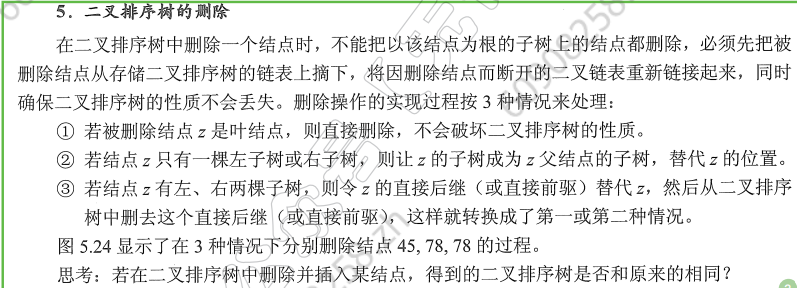 5．二叉排序树的删除
在二叉排序树中删除一个结点时，不能把以该结点为根的子树上的结点都删除，必须先把被
删除结点从存储二叉排序树的链表上摘下，将因删除结点而断开的二叉链表重新链接起来，同时
确保二叉排序树的性质不会丢失。删除操作的实现过程按 3 种情况来处理：
① 若被删除结点 z 是叶结点，则直接删除，不会破坏二叉排序树的性质。
② 若结点 z 只有一棵左子树或右子树，则让 z 的子树成为 z 父结点的子树，替代 z 的位置。
③ 若结点 z 有左、右两棵子树，则令 z 的直接后继（或直接前驱）替代 z，然后从二叉排序
树中删去这个直接后继（或直接前驱），这样就转换成了第一或第二种情况。
图 5.24 显示了在 3 种情况下分别删除结点 45, 78, 78 的过程。
思考：若在二叉排序树中删除并插入某结点，得到的二叉排序树是否和原来的相同？